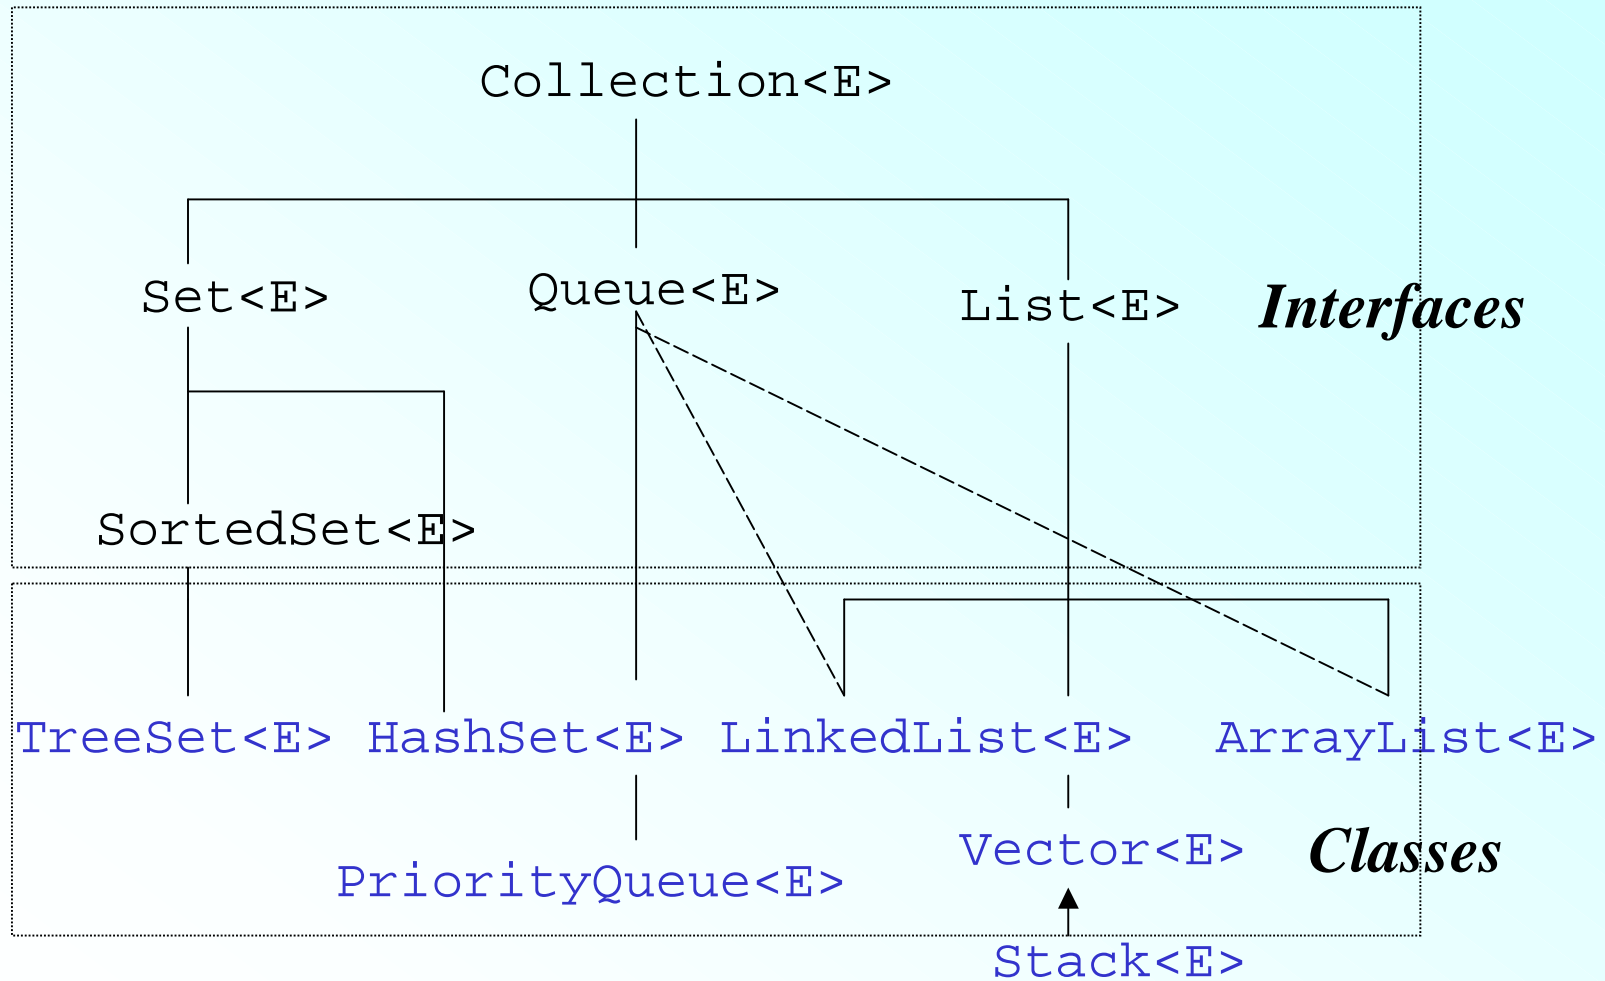 Collection<E>
Set<E> Queue<E> List<E> Interfaces
SortedSet<E>
TreeSet<E> HashSet<E> LinkedList<E> ArrayList<E>
Vector<E> Classes
PriorityQueue<E>
Stack<E>